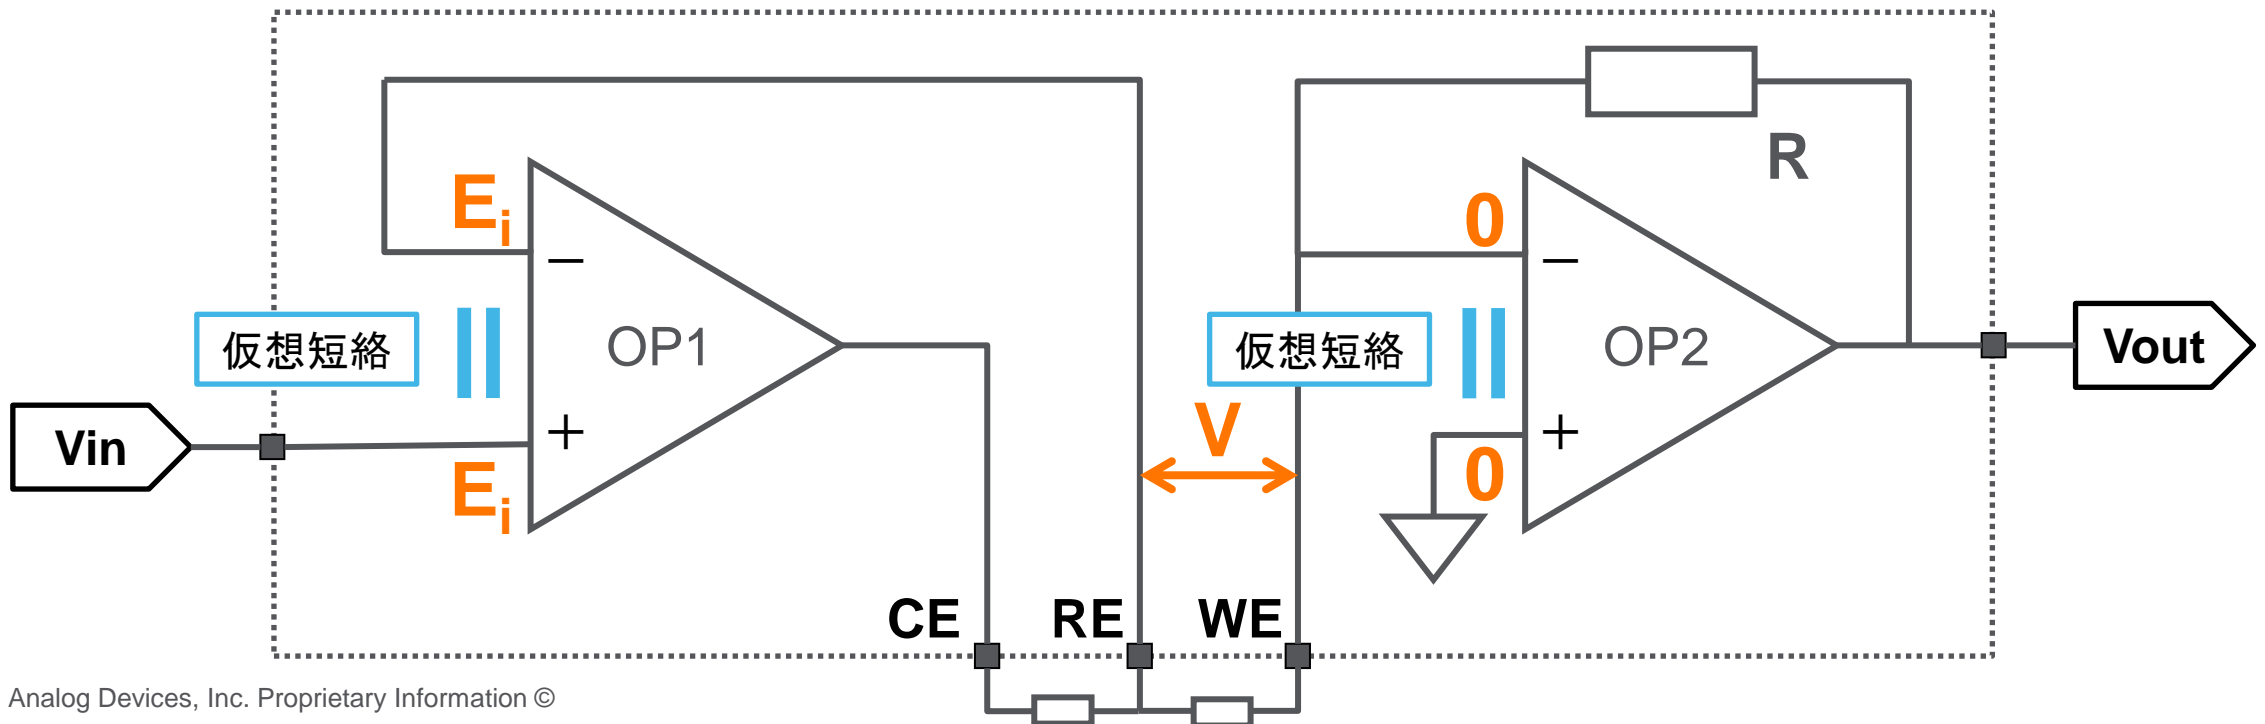 R
Ei
0
−
−
仮想短絡
OP1
仮想短絡
OP2
Vout
V
Vin
+
+
Ei
0
CE
RE
WE
Analog Devices, Inc. Proprietary Information ©